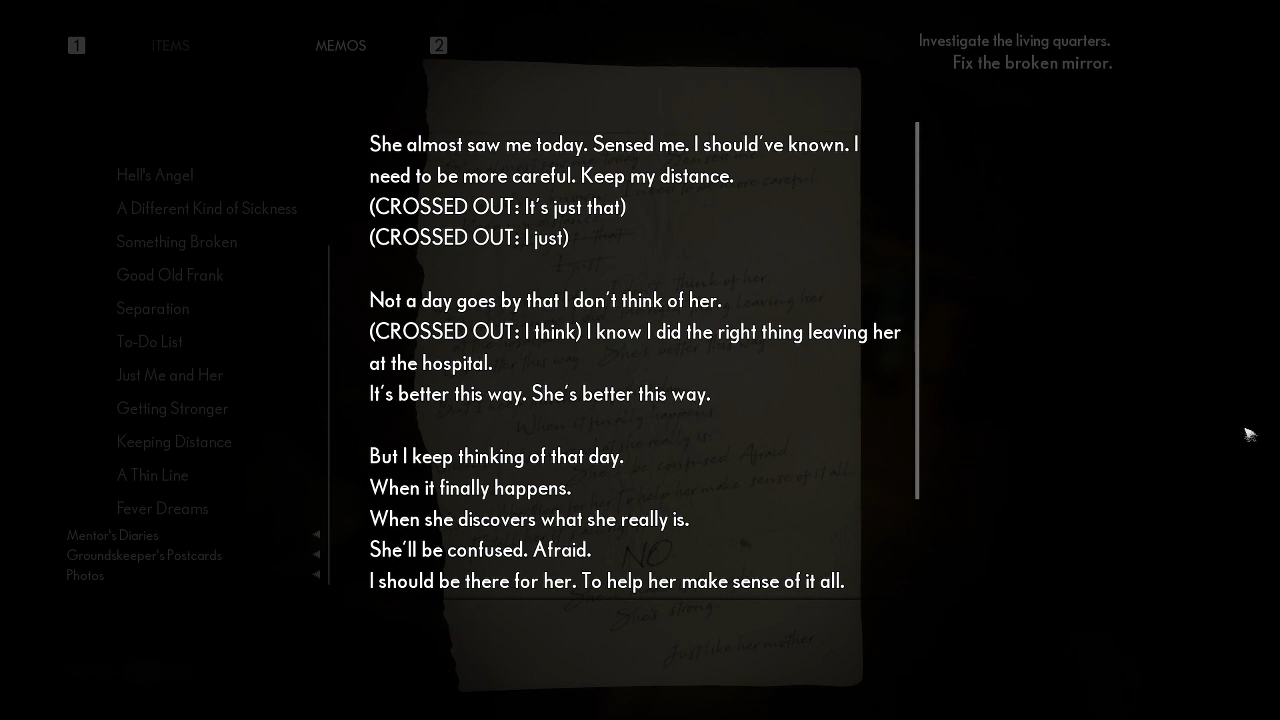 1
ITEMS
MEMOS
2
Investigate the living quarters.
Fix the broken mirror.
Hell's Angel
A Different Kind of Sickness
Something Broken
Good Old Frank
Separation
To-Do List
Just Me and Her
Getting Stronger
Keeping Distance
A Thin Line
Fever Dreams
Mentor's Diaries
Groundskeeper's Postcards
Photos
She almost saw me today. Sensed me. I should've known. I
need to be more careful. Keep my distance.
(CROSSED OUT: It's just that)
(CROSSED OUT: I just)
Not a day goes by that I don't think of her.
(CROSSED OUT: I think) I know I did the right thing leaving her
at the hospital.
It's better this way. She's better this way.
But I keep thinking of that day.
When it finally happens.
When she discovers what she really is.
She'll be confused. Afraid.
I should be there for her. To help her make sense of it all.
NO
She's strong.
Just like her mother.